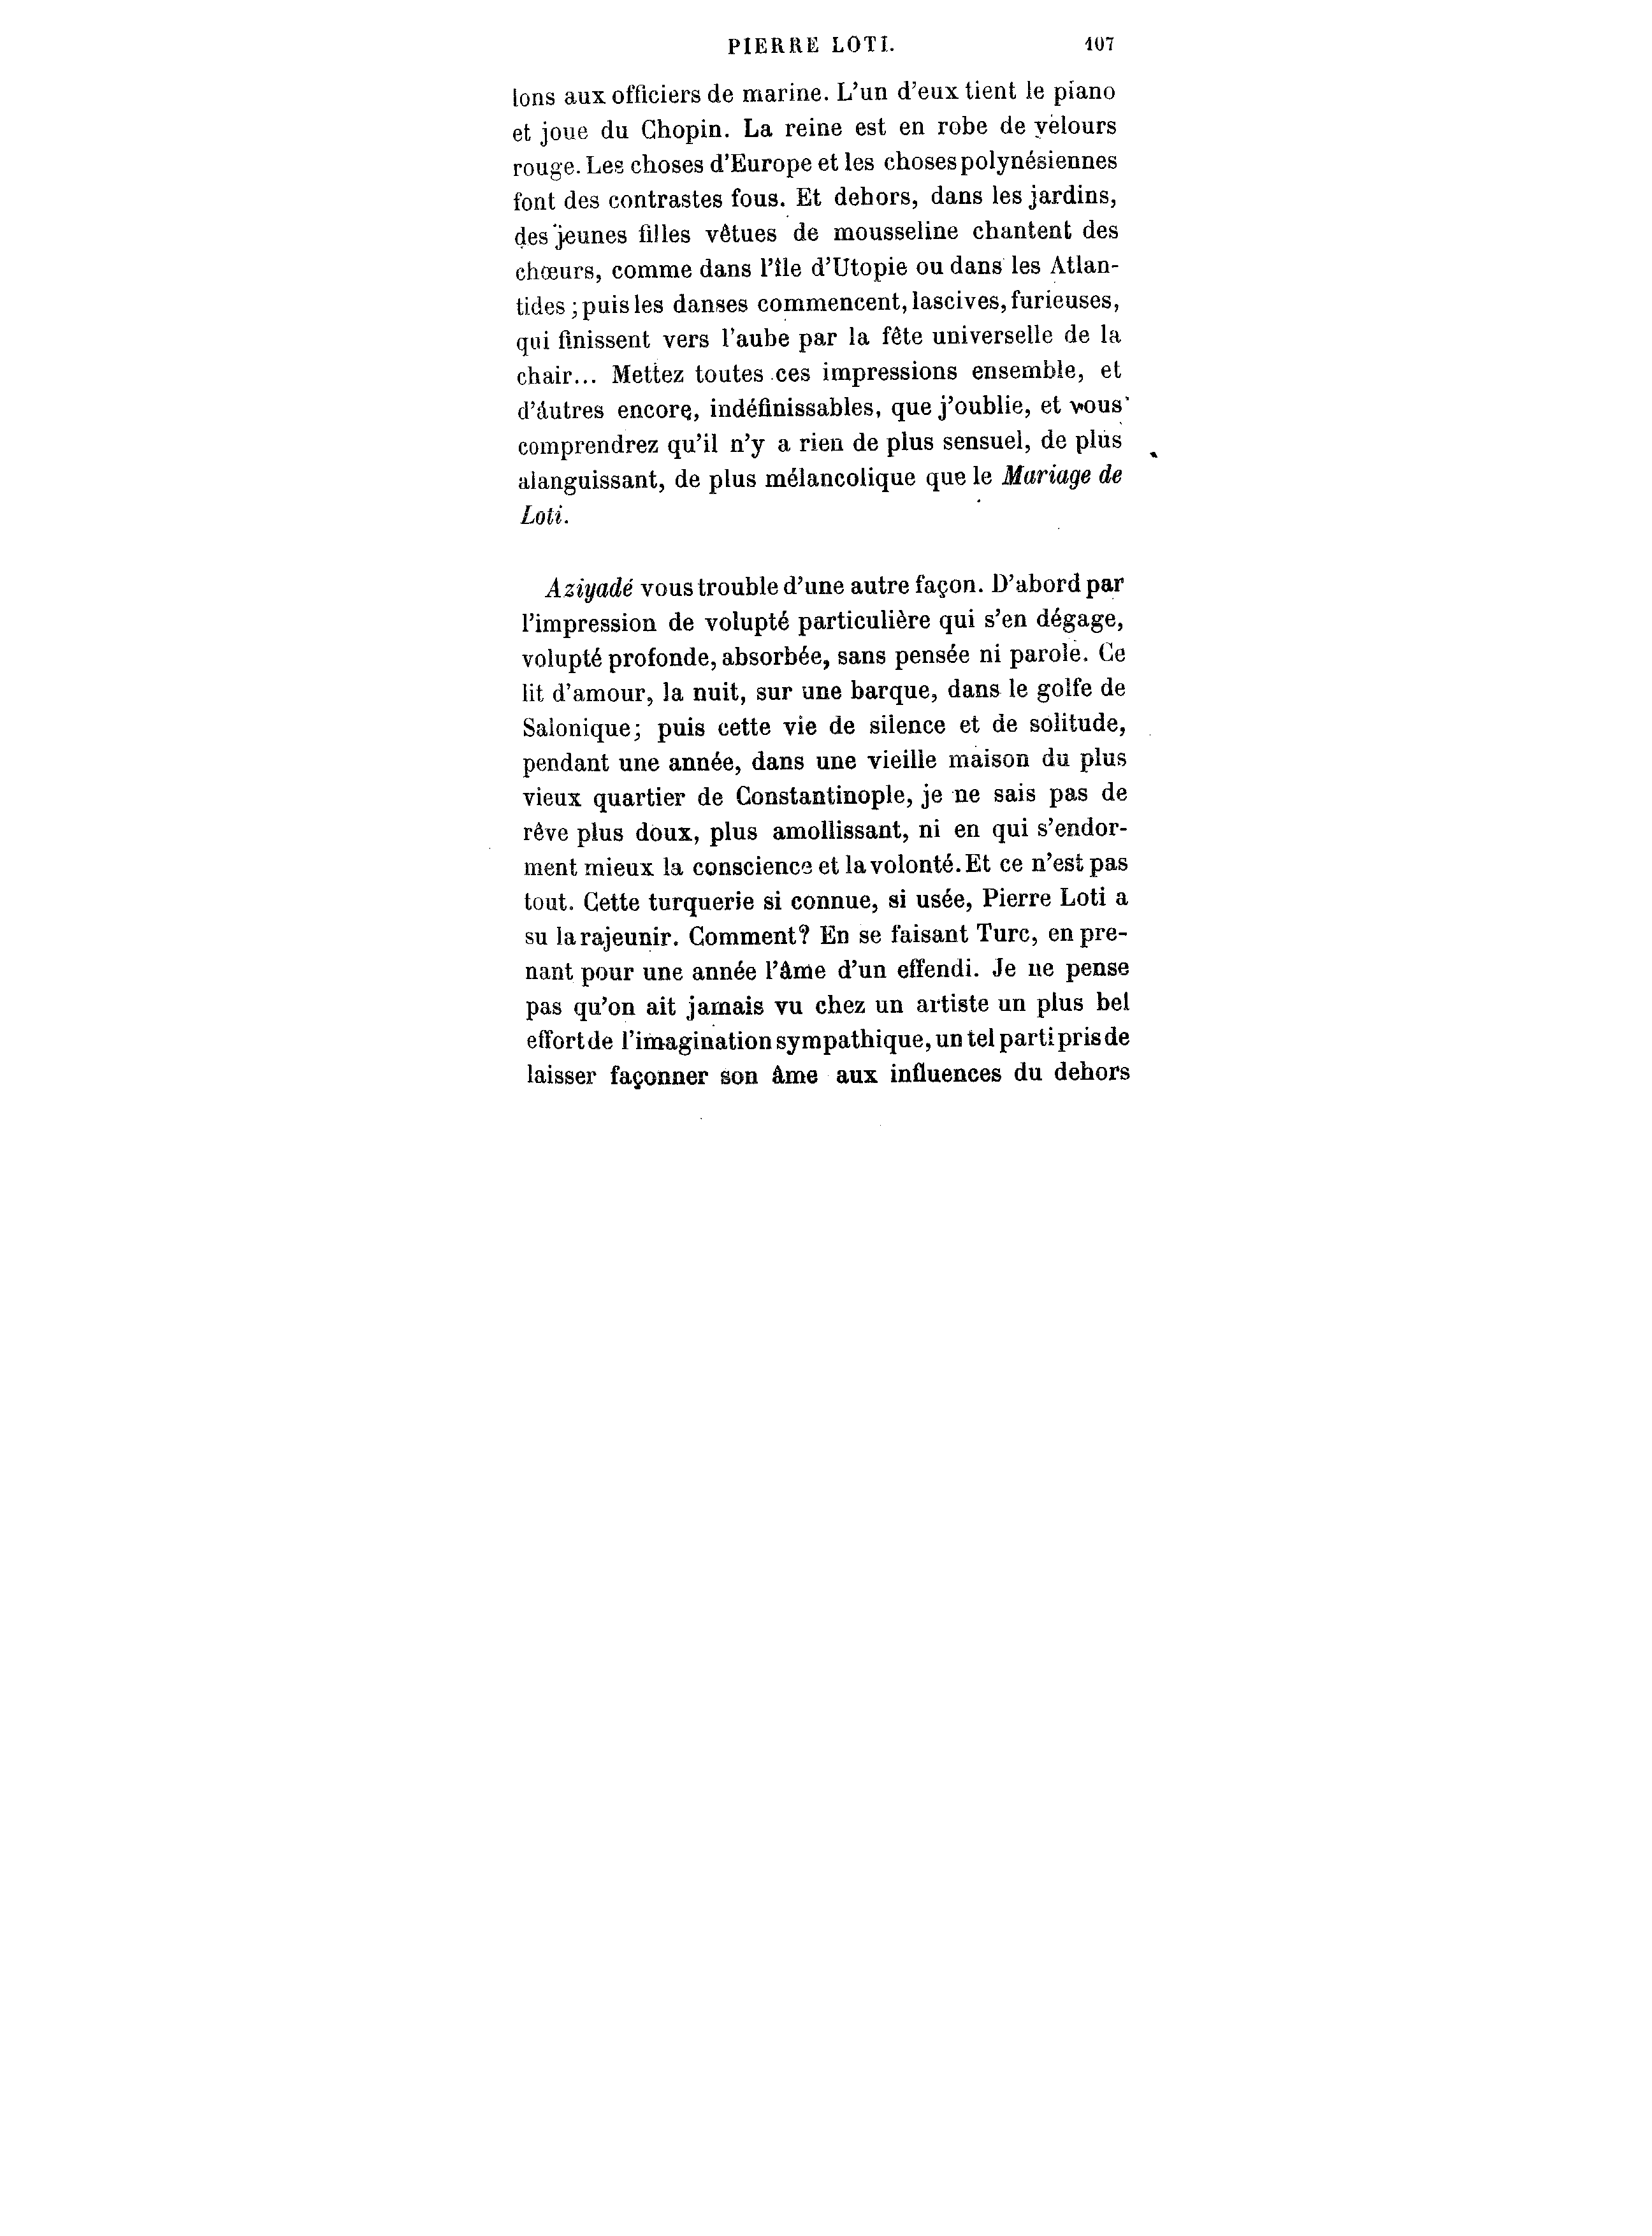 PIERRE LOTI. 107
lons aux officiers de marine. L'un d'eux tient le piano
et joue du Chopin. La reine est en robe de velours
rouge. Les choses d'Europe et les choses polynésiennes
font des contrastes fous. Et dehors, dans les jardins,
des jeunes filles vêtues de mousseline chantent des
chœurs, comme dans l'île d'Utopie ou dans les Atlan-
tides ; puis les danses commencent, lascives, furieuses,
qui finissent vers l'aube par la fête universelle de la
chair... Mettez toutes ces impressions ensemble, et
d'autres encore, indéfinissables, que j'oublie, et vous
comprendrez qu'il n'y a rien de plus sensuel, de plus
alanguissant, de plus mélancolique que le Mariage de
Loti.
Aziyadé vous trouble d'une autre façon. D'abord par
l'impression de volupté particulière qui s'en dégage,
volupté profonde, absorbée, sans pensée ni parole. Ce
lit d'amour, la nuit, sur une barque, dans le golfe de
Salonique; puis cette vie de silence et de solitude,
pendant une année, dans une vieille maison du plus
vieux quartier de Constantinople, je ne sais pas de
rêve plus doux, plus amollissant, ni en qui s'endor-
ment mieux la conscience et la volonté. Et ce n'est pas
tout. Cette turquerie si connue, si usée, Pierre Loti a
su la rajeunir. Comment? En se faisant Turc, en pre-
nant pour une année l'âme d'un effendi. Je ne pense
pas qu'on ait jamais vu chez un artiste un plus bel
effort de l'imagination sympathique, un tel parti pris de
laisser façonner son âme aux influences du dehors